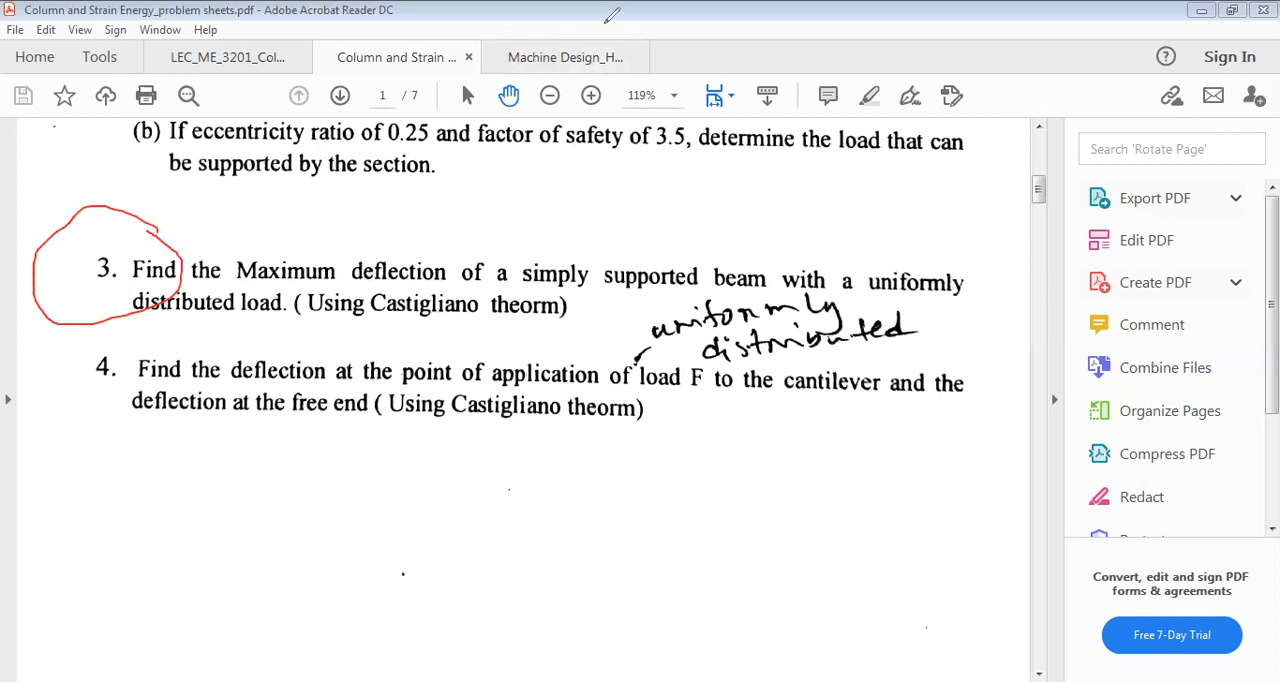 Column and Strain Energy_problem sheets.pdf - Adobe Acrobat Reader DC
File Edit View Sign Window Help
Home Tools LEC_ME_3201_Col... Column and Strain ... × Machine Design_H... Sign In
1 / 7 119%
(b) If eccentricity ratio of 0.25 and factor of safety of 3.5, determine the load that can
be supported by the section.
3. Find the Maximum deflection of a simply supported beam with a uniformly
distributed load. ( Using Castigliano theorm)
uniformly
distributed
4. Find the deflection at the point of application of load F to the cantilever and the
deflection at the free end ( Using Castigliano theorm)
Search 'Rotate Page'
Export PDF
Edit PDF
Create PDF
Comment
Combine Files
Organize Pages
Compress PDF
Redact
Convert, edit and sign PDF
forms & agreements
Free 7-Day Trial